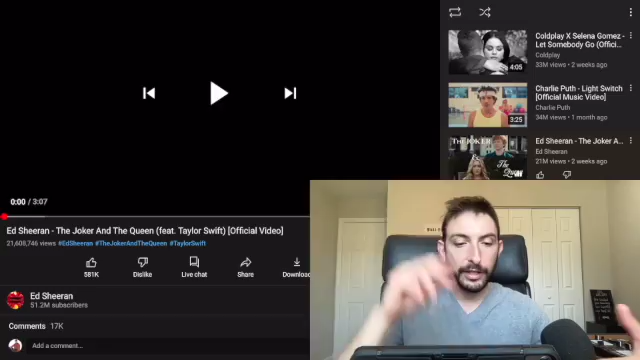 Coldplay X Selena Gomez -
Let Somebody Go (Offici...
Coldplay
33M views • 2 weeks ago
4:05
Charlie Puth - Light Switch
[Official Music Video]
Charlie Puth
34M views • 1 month ago
3:25
Ed Sheeran - The Joker A...
Ed Sheeran
21M views • 2 weeks ago
THE JOKER
0:00 / 3:07
Ed Sheeran - The Joker And The Queen (feat. Taylor Swift) [Official Video]
21,608,746 views #EdSheeran #TheJokerAndTheQueen #TaylorSwift
581K Dislike Live chat Share Downloa
Ed Sheeran
51.2M subscribers
Comments 17K
Add a comment...